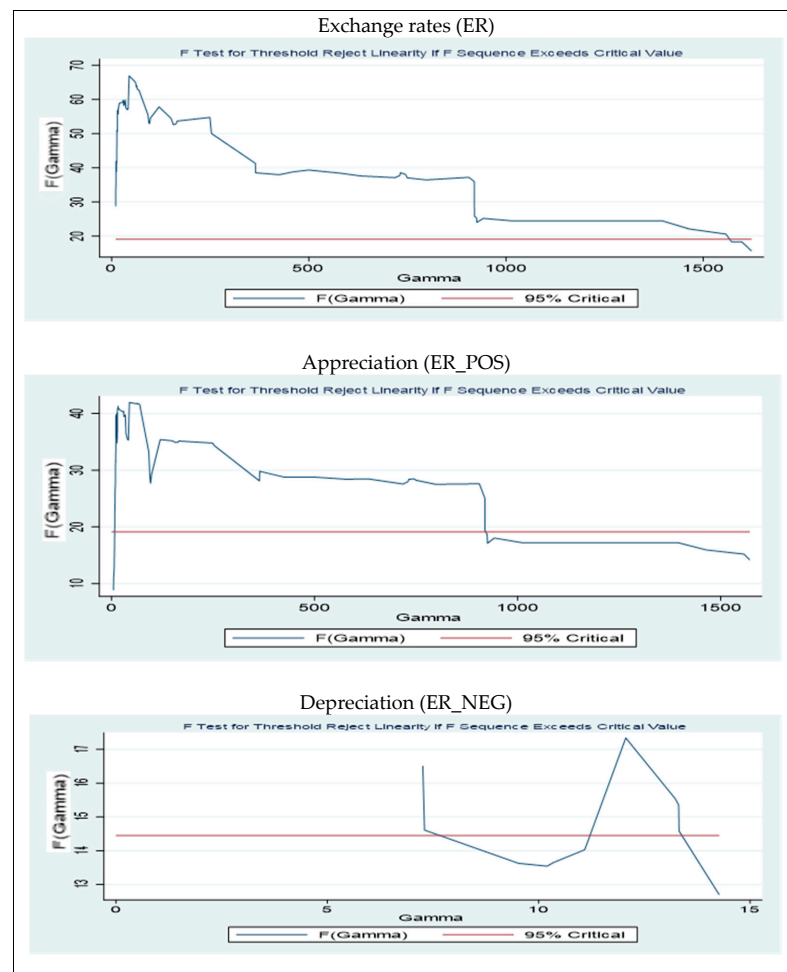 Exchange rates (ER)
F Test for Threshold Reject Linearity if F Sequence Exceeds Critical Value
F(Gamma)
70
60
50
40
30
20
0 500 1000 1500
Gamma
F(Gamma) 95% Critical
Appreciation (ER_POS)
F Test for Threshold Reject Linearity if F Sequence Exceeds Critical Value
F(Gamma)
40
30
20
10
0 500 1000 1500
Gamma
F(Gamma) 95% Critical
Depreciation (ER_NEG)
F Test for Threshold Reject Linearity if F Sequence Exceeds Critical Value
F(Gamma)
17
16
15
14
13
0 5 10 15
Gamma
F(Gamma) 95% Critical